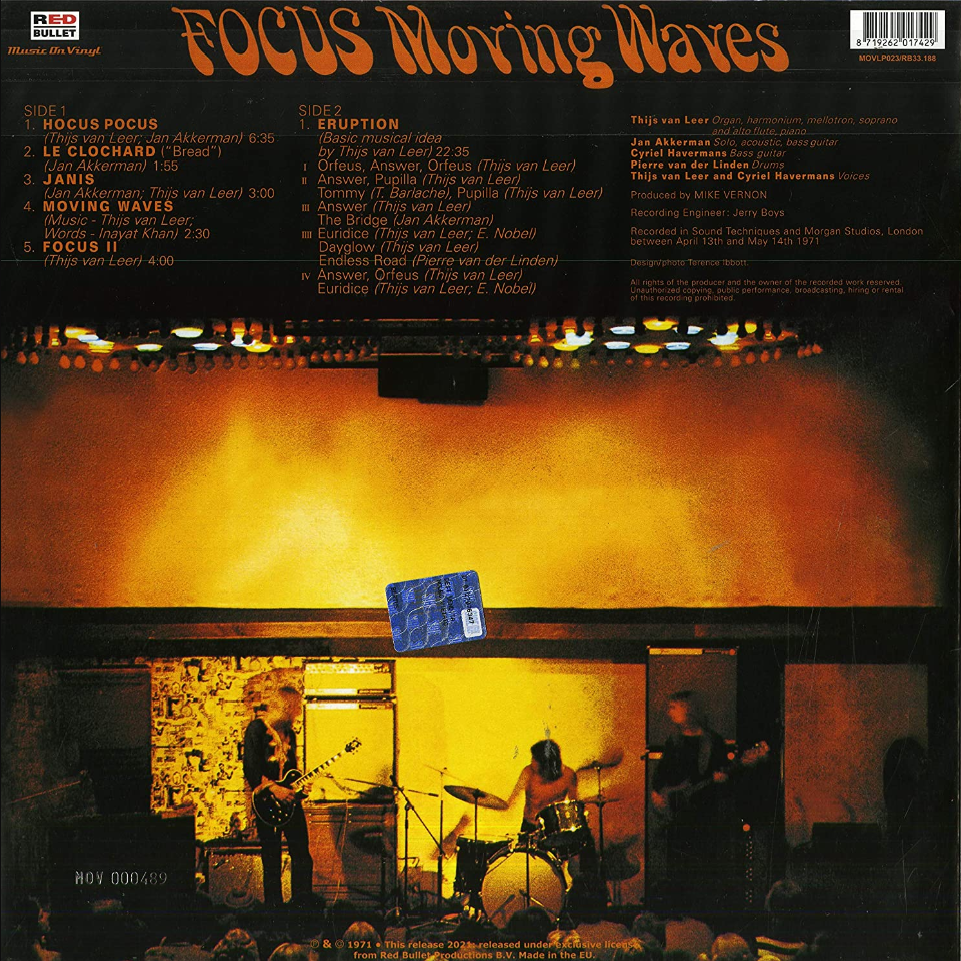 RED
BULLET
Music On Vinyl
FOCUS Moving Waves
8 719262 017429
MOVLP023/RB33.188
SIDE 1
1. HOCUS POCUS
(Thijs van Leer; Jan Akkerman) 6:35
2. LE CLOCHARD ("Bread")
(Jan Akkerman) 1:55
3. JANIS
(Jan Akkerman; Thijs van Leer) 3:00
4. MOVING WAVES
(Music - Thijs van Leer;
Words - Inayat Khan) 2:30
5. FOCUS II
(Thijs van Leer) 4:00
SIDE 2
1. ERUPTION
(Basic musical idea
by Thijs van Leer) 22:35
I Orfeus, Answer, Orfeus (Thijs van Leer)
II Answer, Pupilla (Thijs van Leer)
Tommy (T. Barlache), Pupilla (Thijs van Leer)
III Answer (Thijs van Leer)
The Bridge (Jan Akkerman)
IIII Euridice (Thijs van Leer; E. Nobel)
Dayglow (Thijs van Leer)
Endless Road (Pierre van der Linden)
IV Answer, Orfeus (Thijs van Leer)
Euridice (Thijs van Leer; E. Nobel)
Thijs van Leer Organ, harmonium, mellotron, soprano
and alto flute, piano
Jan Akkerman Solo, acoustic, bass guitar
Cyriel Havermans Bass guitar
Pierre van der Linden Drums
Thijs van Leer and Cyriel Havermans Voices
Produced by MIKE VERNON
Recording Engineer: Jerry Boys
Recorded in Sound Techniques and Morgan Studios, London
between April 13th and May 14th 1971
Design/photo Terence Ibbott.
All rights of the producer and the owner of the recorded work reserved.
Unauthorized copying, public performance, broadcasting, hiring or rental
of this recording prohibited.
MOV 000489
℗ & © 1971 • This release 2021: released under exclusive license
from Red Bullet Productions B.V. Made in the EU.